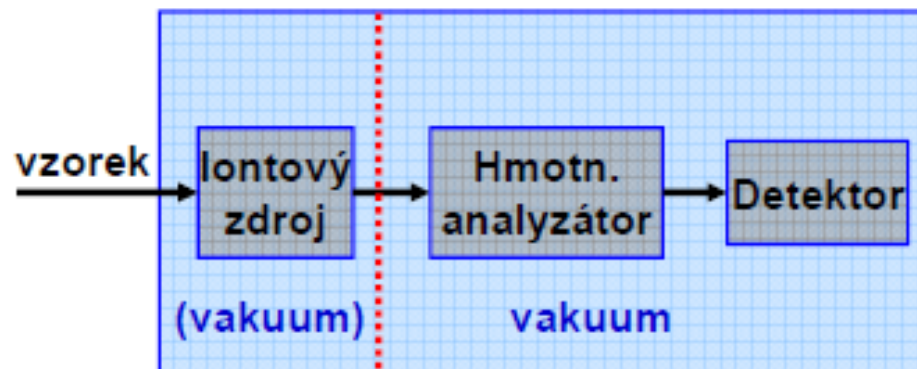 vzorek
Iontový
zdroj
Hmotn.
analyzátor
Detektor
(vakuum)
vakuum